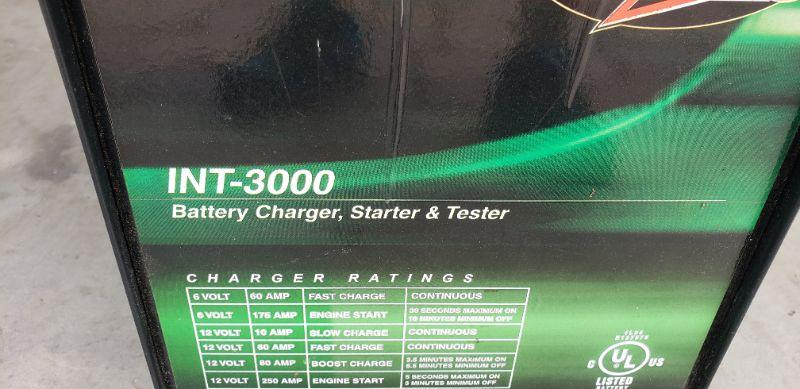 INT-3000
Battery Charger, Starter & Tester
CHARGER RATINGS
6 VOLT 60 AMP FAST CHARGE CONTINUOUS
6 VOLT 175 AMP ENGINE START 30 SECONDS MAXIMUM ON
10 MINUTES MINIMUM OFF
12 VOLT 10 AMP SLOW CHARGE CONTINUOUS
12 VOLT 60 AMP FAST CHARGE CONTINUOUS
12 VOLT 80 AMP BOOST CHARGE 3.5 MINUTES MAXIMUM ON
5.5 MINUTES MINIMUM OFF
12 VOLT 250 AMP ENGINE START 5 SECONDS MAXIMUM ON
3 MINUTES MINIMUM OFF
C UL US
LISTED
BATTERY